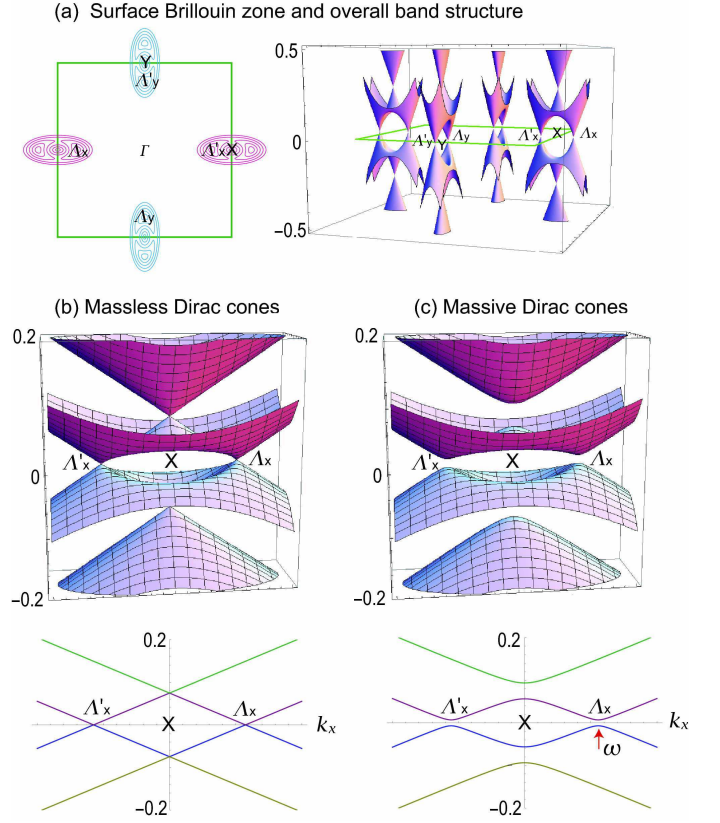 (a) Surface Brillouin zone and overall band structure
Y
Λ'y
Λx
Γ
Λ'x X
Λy
0.5
0
−0.5
Λ'y
Y
Λy
Λ'x
X
Λx
(b) Massless Dirac cones
0.2
0
−0.2
Λ'x
X
Λx
(c) Massive Dirac cones
0.2
0
−0.2
Λ'x
X
Λx
0.2
Λ'x
X
Λx
kx
−0.2
0.2
Λ'x
X
Λx
kx
ω
−0.2